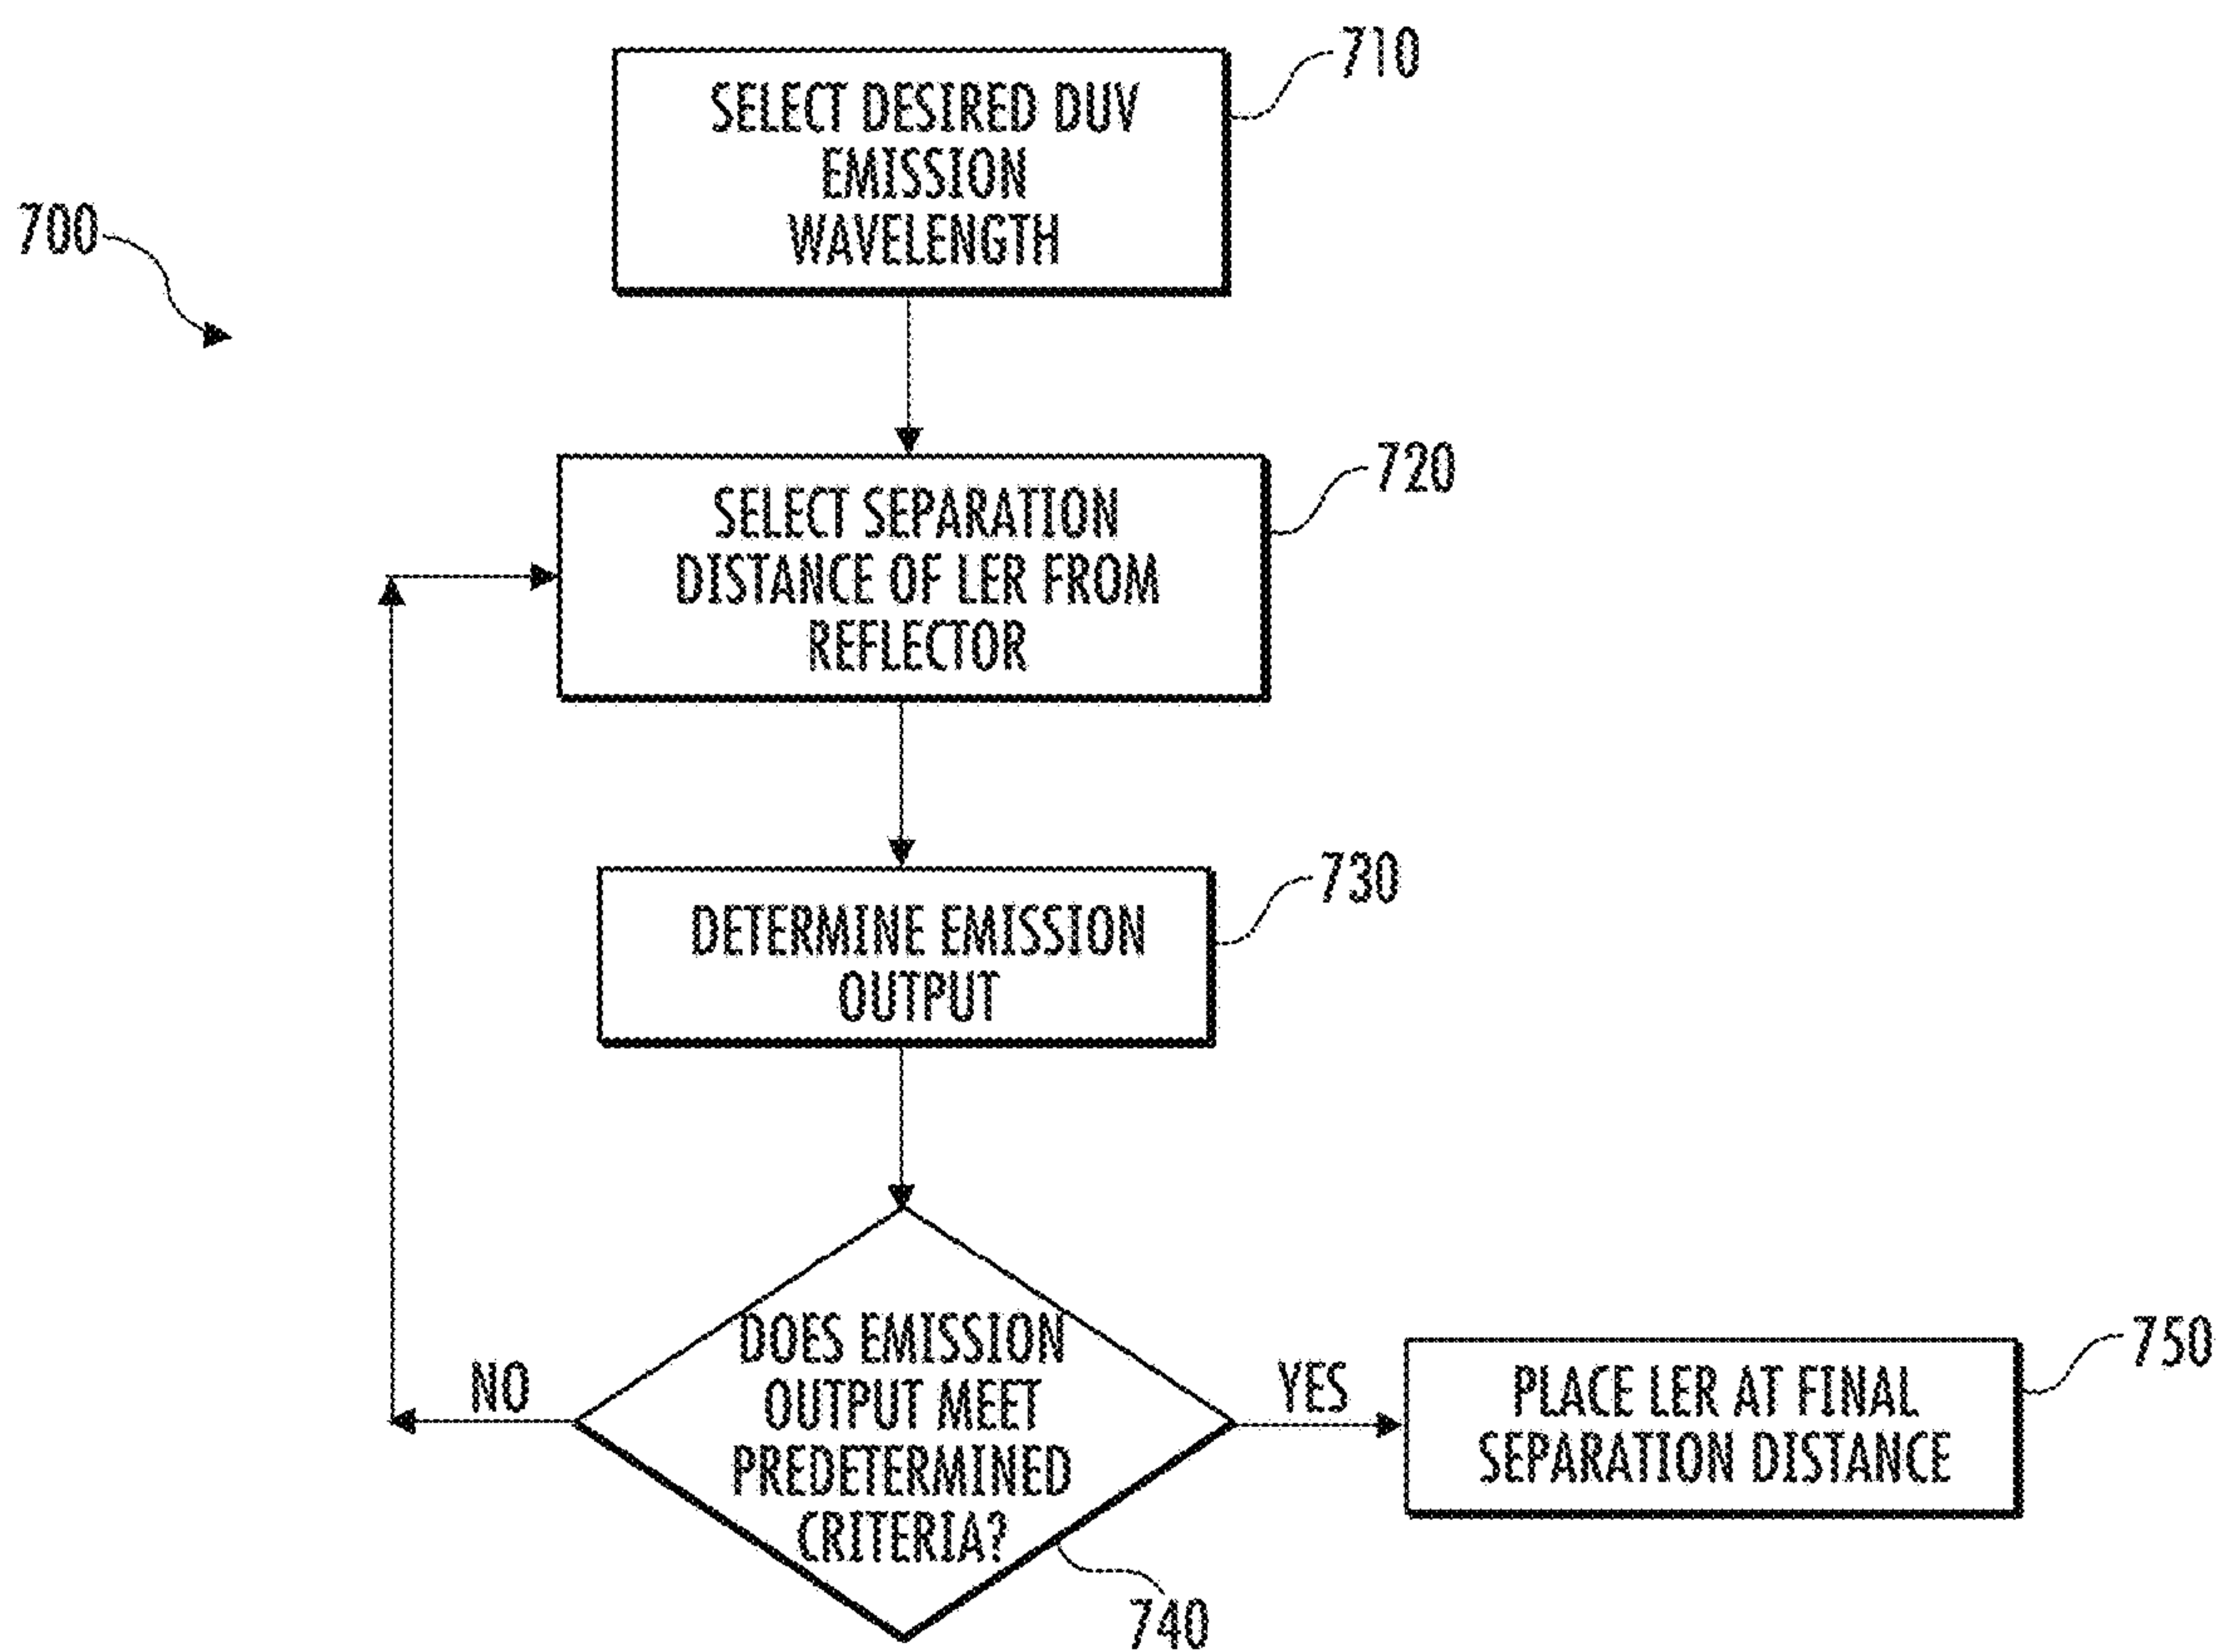 710
SELECT DESIRED DUV
EMISSION
WAVELENGTH
700
720
SELECT SEPARATION
DISTANCE OF LER FROM
REFLECTOR
730
DETERMINE EMISSION
OUTPUT
DOES EMISSION
OUTPUT MEET
PREDETERMINED
CRITERIA?
NO
YES
750
PLACE LER AT FINAL
SEPARATION DISTANCE
740